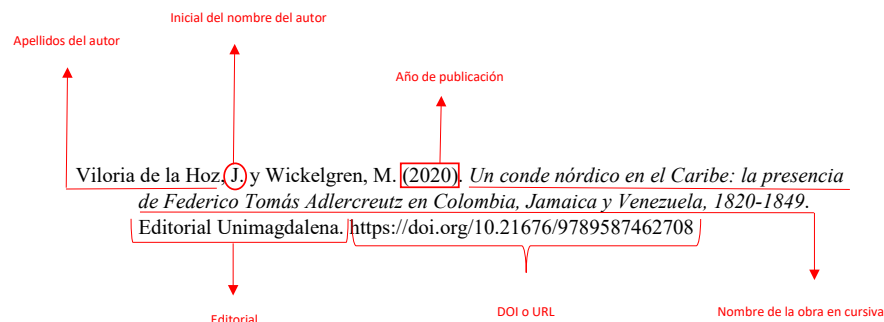 Inicial del nombre del autor
Apellidos del autor
Año de publicación
Viloria de la Hoz, J. y Wickelgren, M. (2020). Un conde nórdico en el Caribe: la presencia
de Federico Tomás Adlercreutz en Colombia, Jamaica y Venezuela, 1820-1849.
Editorial Unimagdalena. https://doi.org/10.21676/9789587462708
Editorial
DOI o URL
Nombre de la obra en cursiva